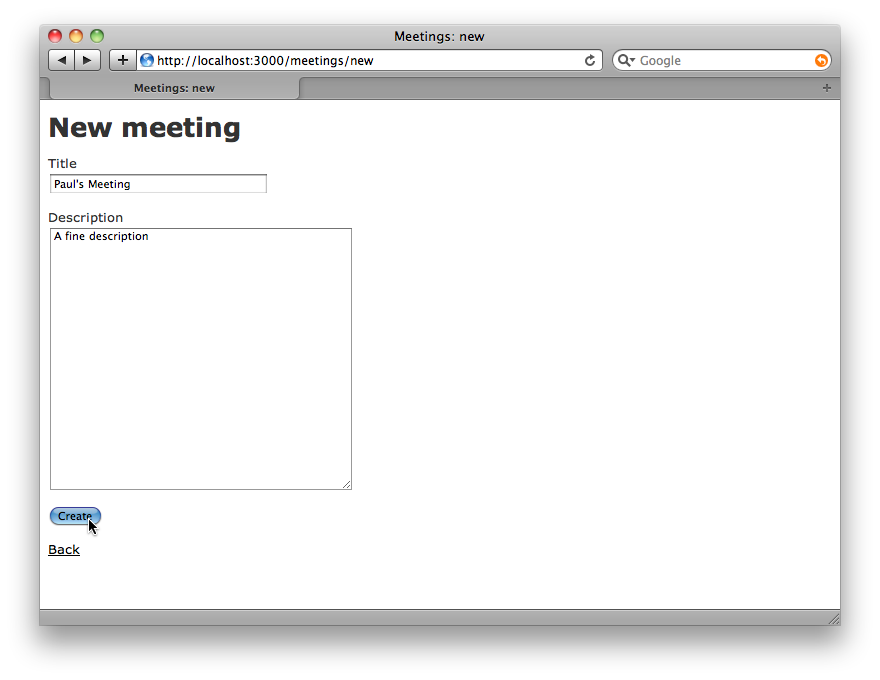 Meetings: new
http://localhost:3000/meetings/new
Google
Meetings: new
New meeting
Title
Paul's Meeting
Description
A fine description
Create
Back